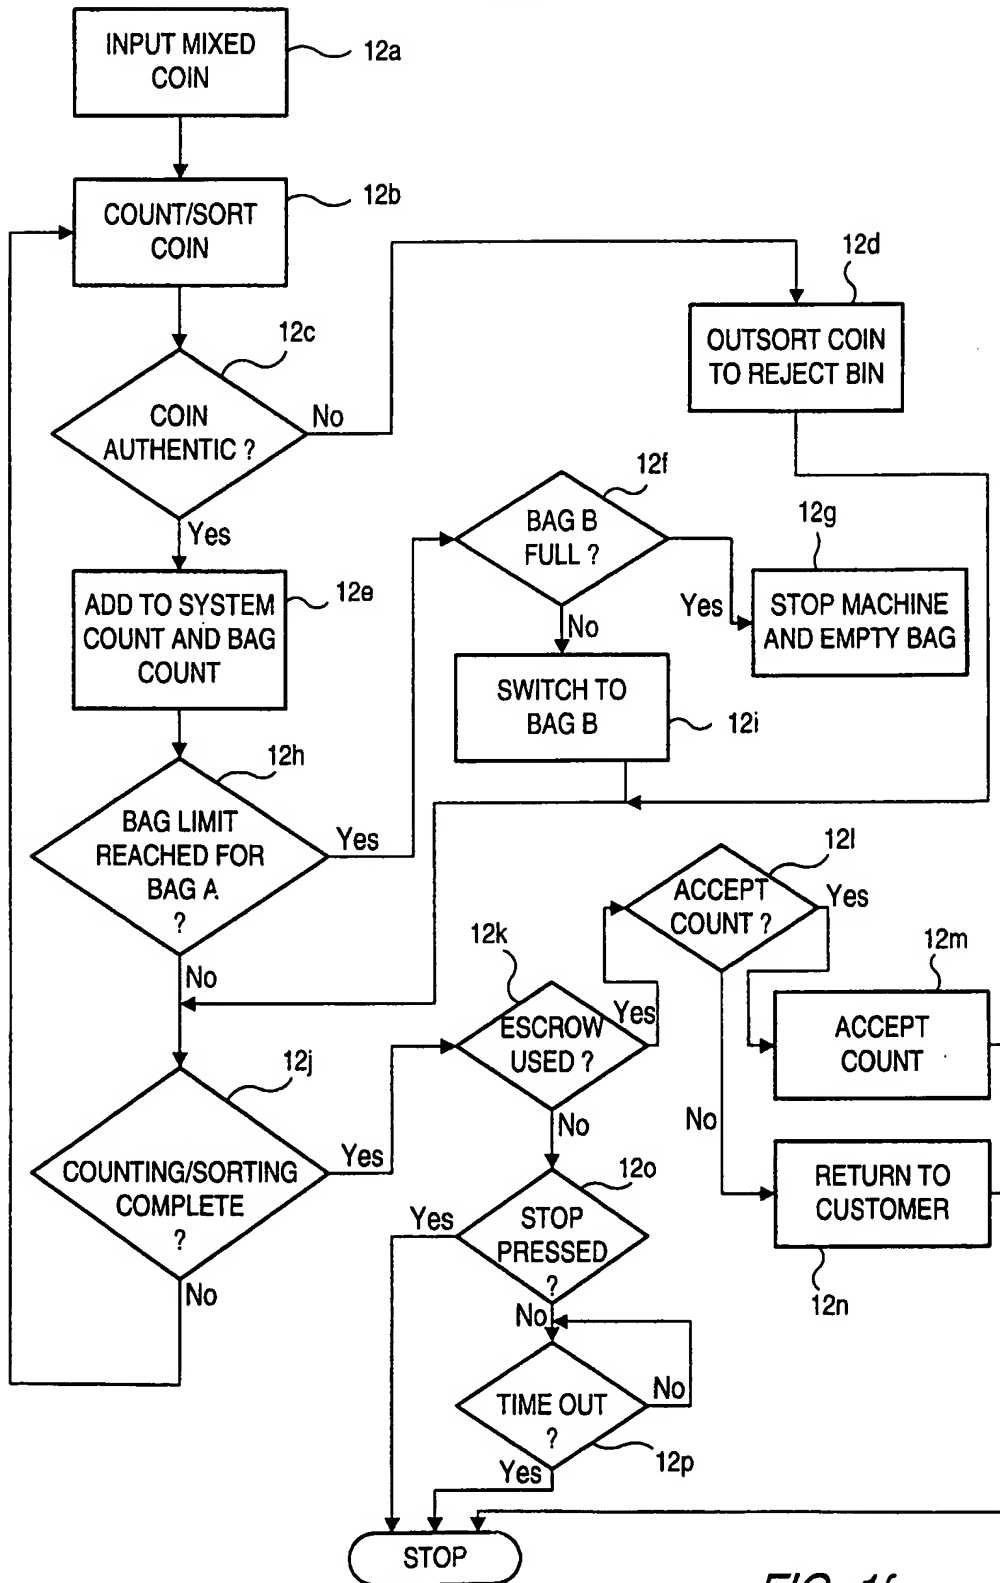 INPUT MIXED
COIN
12a
COUNT/SORT
COIN
12b
COIN
AUTHENTIC ?
12c
No
Yes
OUTSORT COIN
TO REJECT BIN
12d
ADD TO SYSTEM
COUNT AND BAG
COUNT
12e
BAG B
FULL ?
12f
Yes
No
STOP MACHINE
AND EMPTY BAG
12g
SWITCH TO
BAG B
12i
BAG LIMIT
REACHED FOR
BAG A
?
12h
Yes
No
COUNTING/SORTING
COMPLETE
?
12j
Yes
No
ESCROW
USED ?
12k
Yes
No
ACCEPT
COUNT ?
12l
Yes
No
ACCEPT
COUNT
12m
RETURN TO
CUSTOMER
12n
STOP
PRESSED
?
12o
Yes
No
TIME OUT
?
12p
No
Yes
STOP